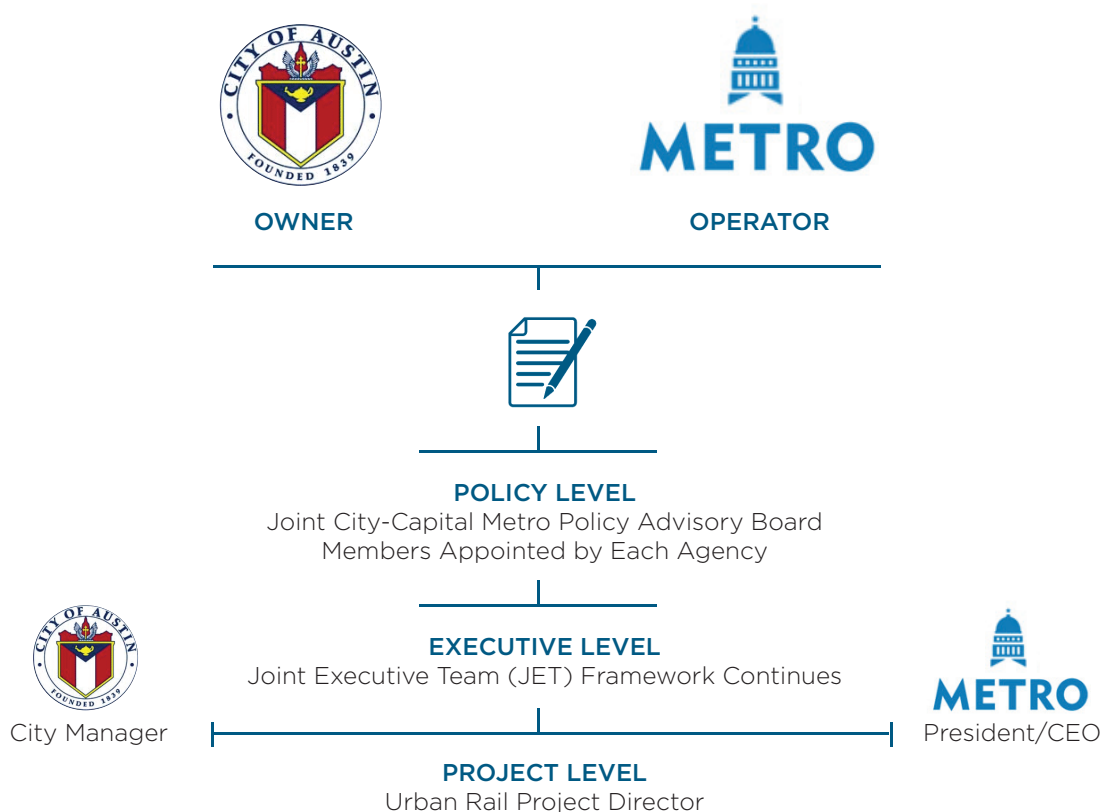 CITY OF AUSTIN
FOUNDED 1839
METRO
OWNER
OPERATOR
POLICY LEVEL
Joint City-Capital Metro Policy Advisory Board
Members Appointed by Each Agency
EXECUTIVE LEVEL
Joint Executive Team (JET) Framework Continues
CITY OF AUSTIN
FOUNDED 1839
City Manager
METRO
President/CEO
PROJECT LEVEL
Urban Rail Project Director